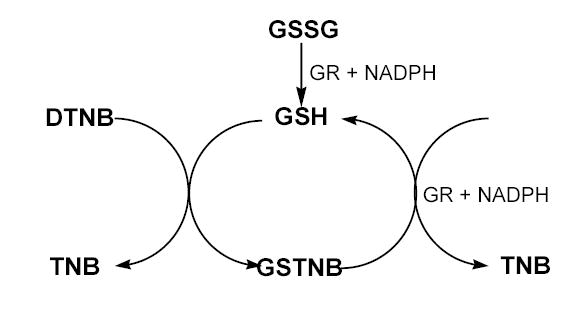 GSSG
GR + NADPH
DTNB
GSH
GR + NADPH
TNB
GSTNB
TNB